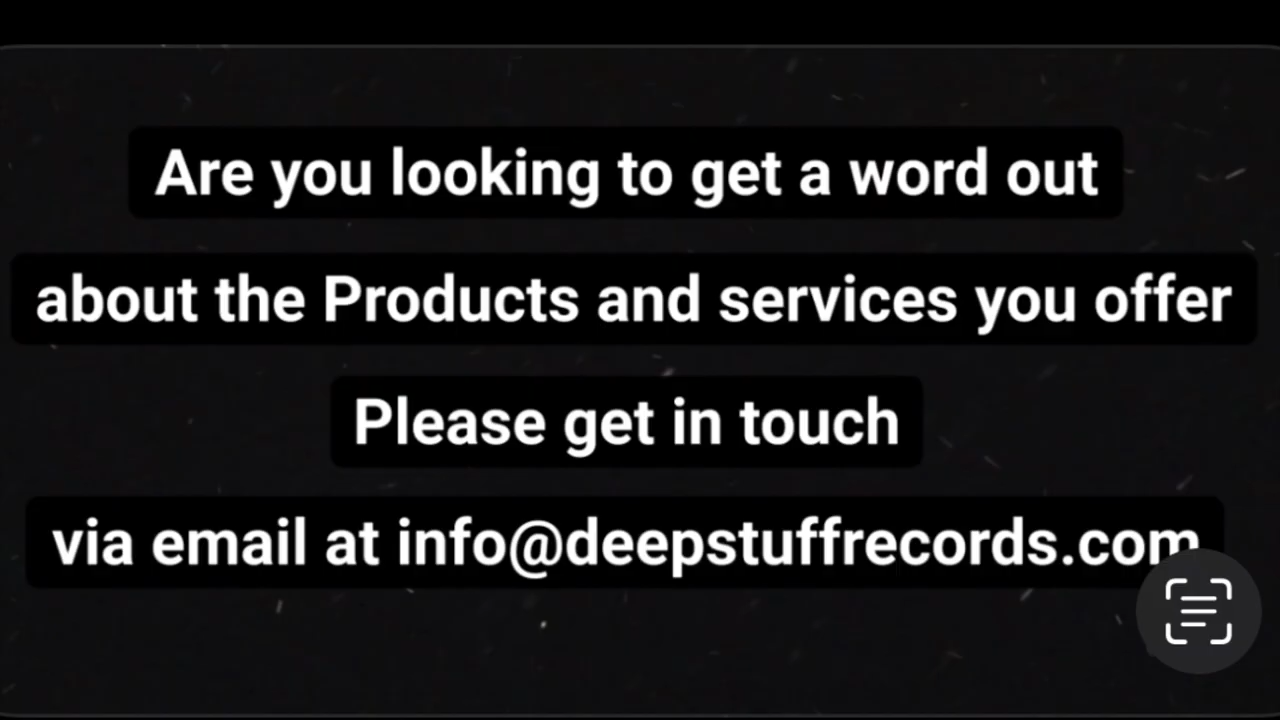 Are you looking to get a word out
about the Products and services you offer
Please get in touch
via email at info@deepstuffrecords.com